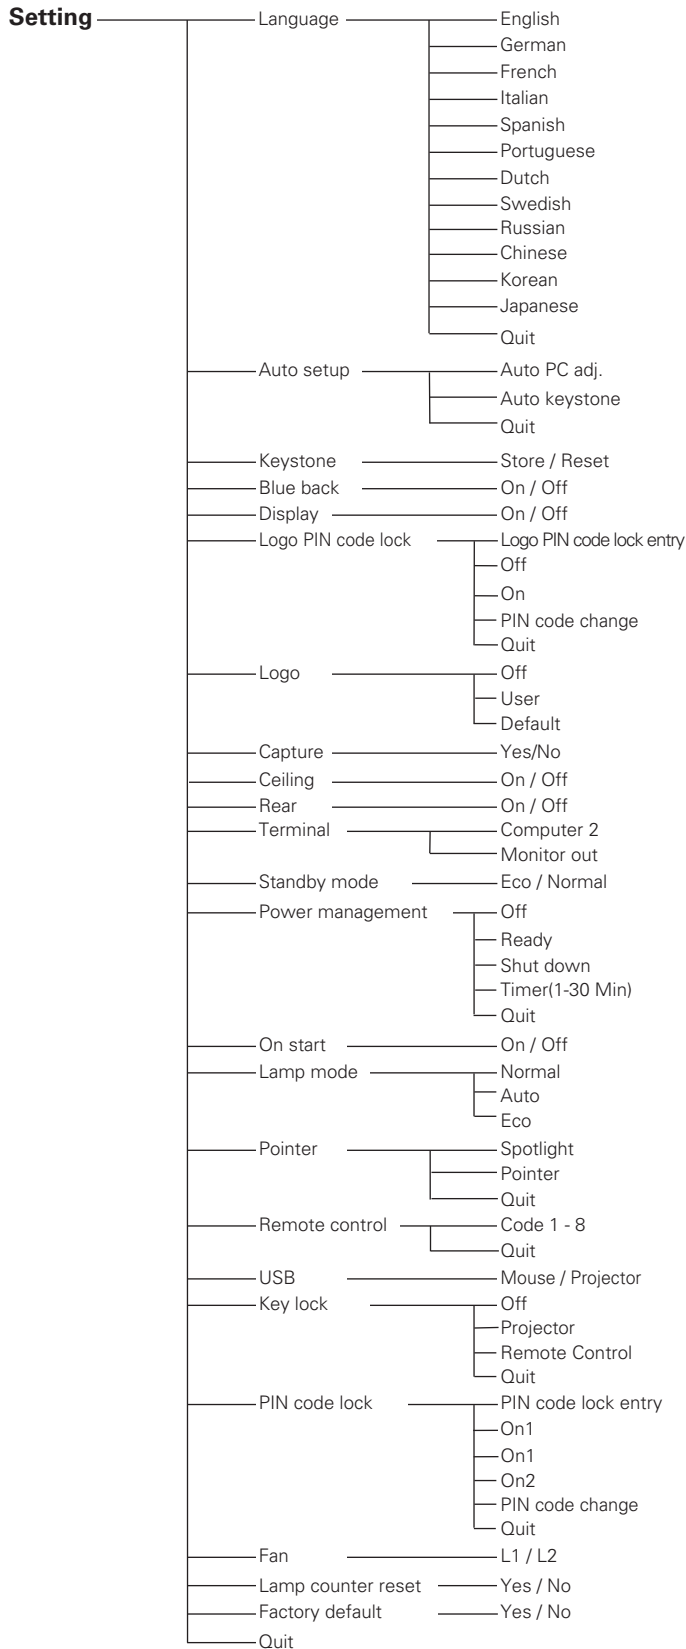 Setting Language English
German
French
Italian
Spanish
Portuguese
Dutch
Swedish
Russian
Chinese
Korean
Japanese
Quit
Auto setup Auto PC adj.
Auto keystone
Quit
Keystone Store / Reset
Blue back On / Off
Display On / Off
Logo PIN code lock Logo PIN code lock entry
Off
On
PIN code change
Quit
Logo Off
User
Default
Capture Yes/No
Ceiling On / Off
Rear On / Off
Terminal Computer 2
Monitor out
Standby mode Eco / Normal
Power management Off
Ready
Shut down
Timer(1-30 Min)
Quit
On start On / Off
Lamp mode Normal
Auto
Eco
Pointer Spotlight
Pointer
Quit
Remote control Code 1 - 8
Quit
USB Mouse / Projector
Key lock Off
Projector
Remote Control
Quit
PIN code lock PIN code lock entry
On1
On1
On2
PIN code change
Quit
Fan L1 / L2
Lamp counter reset Yes / No
Factory default Yes / No
Quit